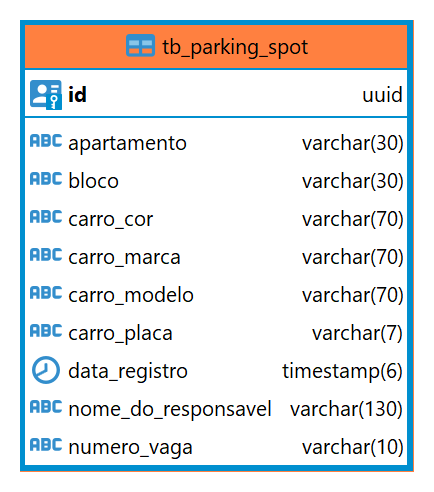 tb_parking_spot
id uuid
ABC apartamento varchar(30)
ABC bloco varchar(30)
ABC carro_cor varchar(70)
ABC carro_marca varchar(70)
ABC carro_modelo varchar(70)
ABC carro_placa varchar(7)
data_registro timestamp(6)
ABC nome_do_responsavel varchar(130)
ABC numero_vaga varchar(10)